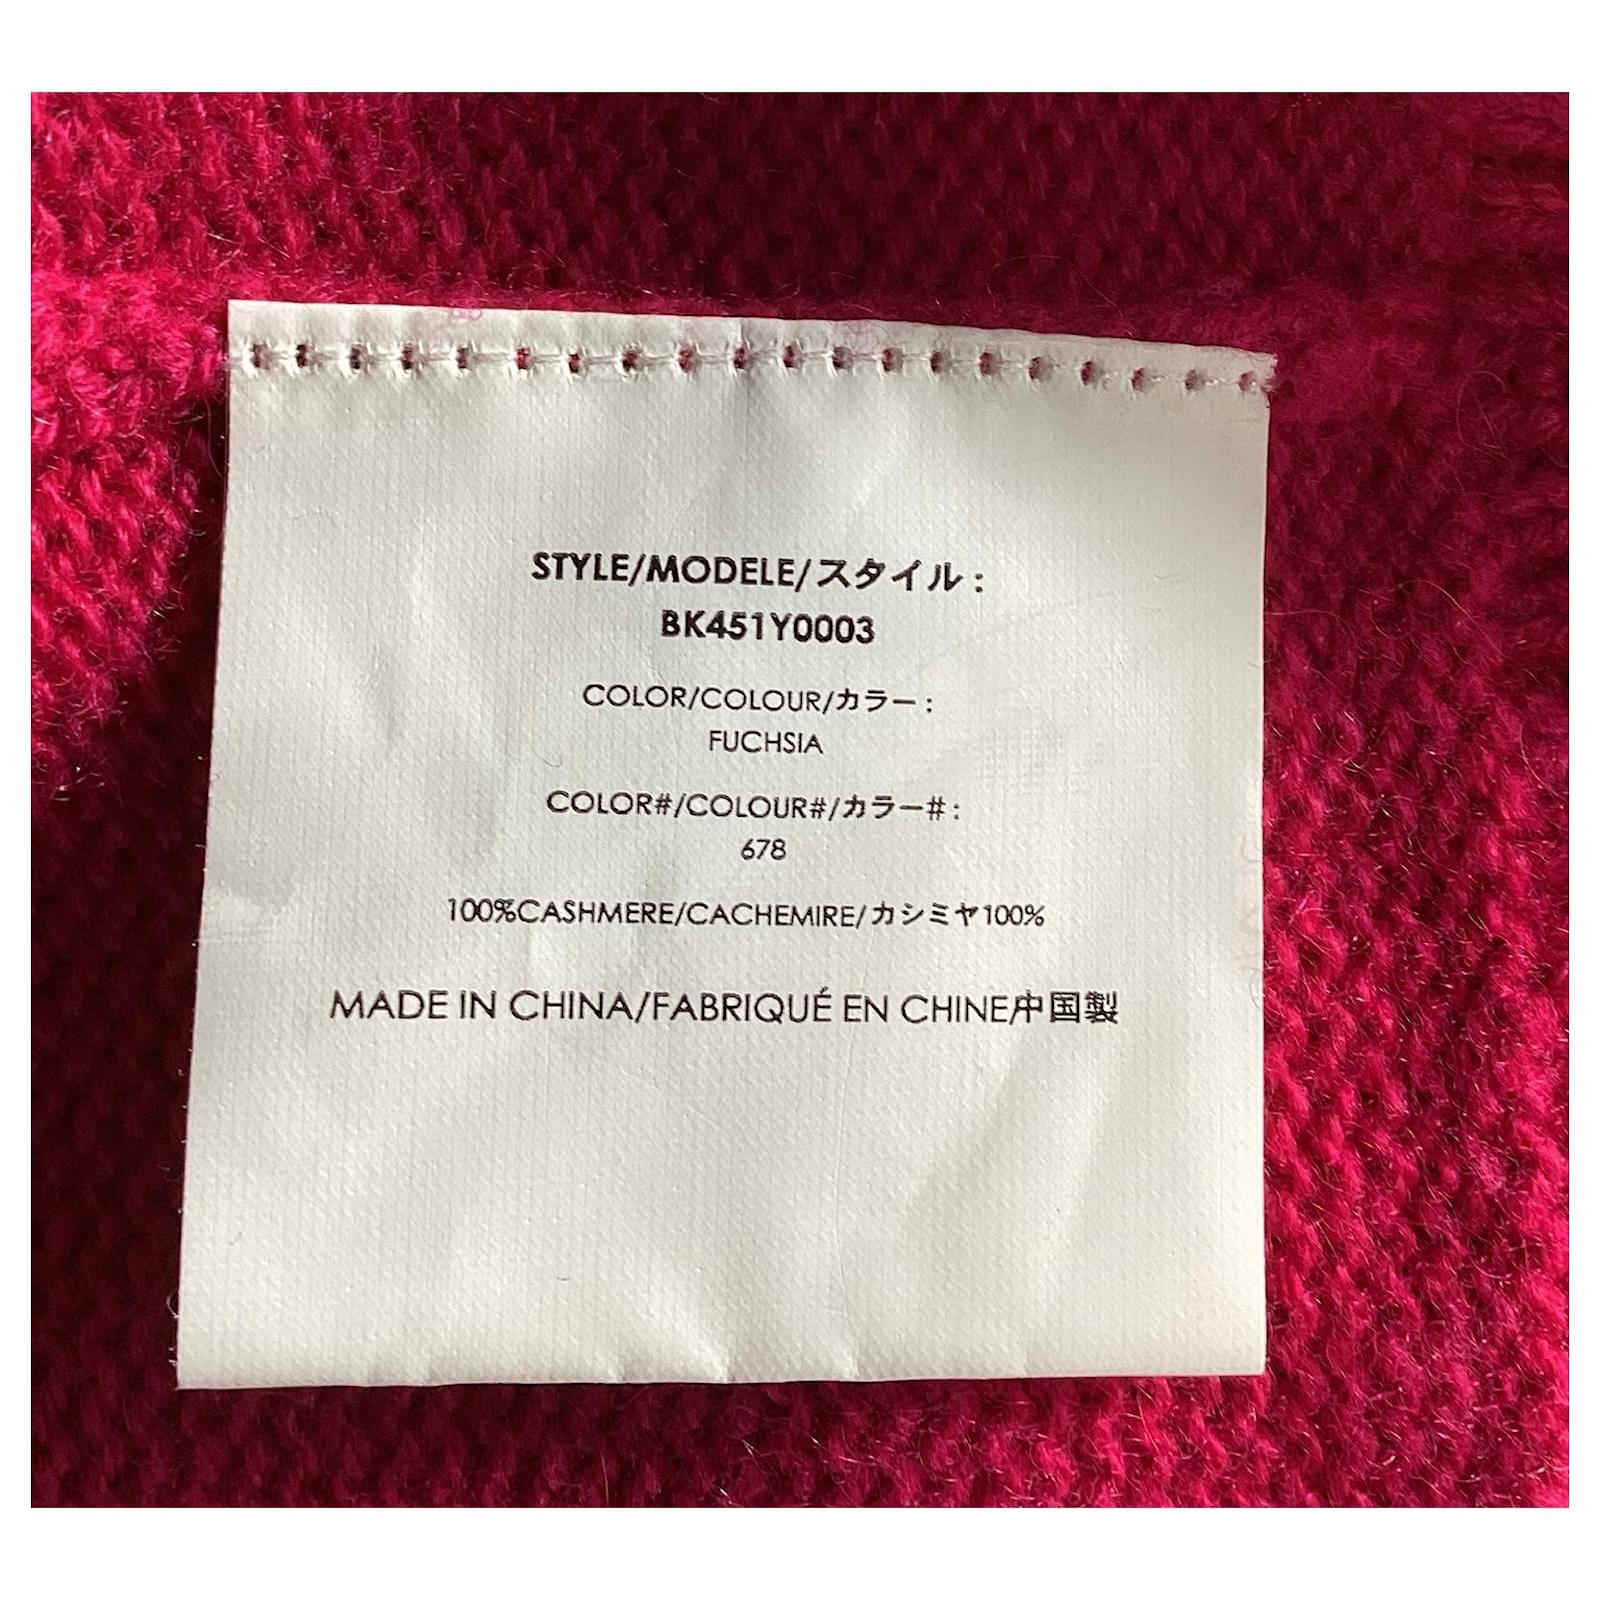 STYLE/MODELE/スタイル :
BK451Y0003
COLOR/COLOUR/カラー :
FUCHSIA
COLOR#/COLOUR#/カラー#:
678
100%CASHMERE/CACHEMIRE/カシミヤ100%
MADE IN CHINA/FABRIQUÉ EN CHINE/中国製